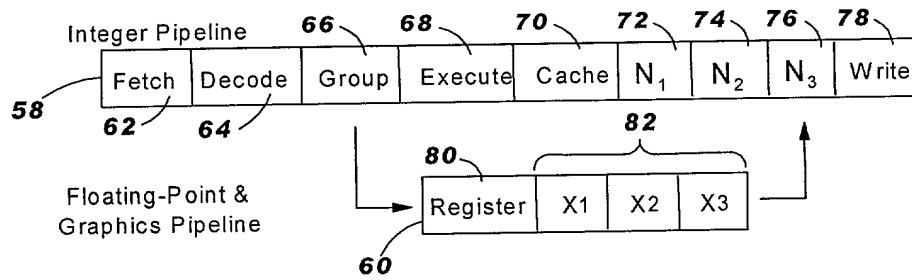 66 68 70 72 74 76 78
Integer Pipeline
Fetch Decode Group Execute Cache N1 N2 N3 Write
58
62 64
82
80
Floating-Point &
Graphics Pipeline
Register X1 X2 X3
60